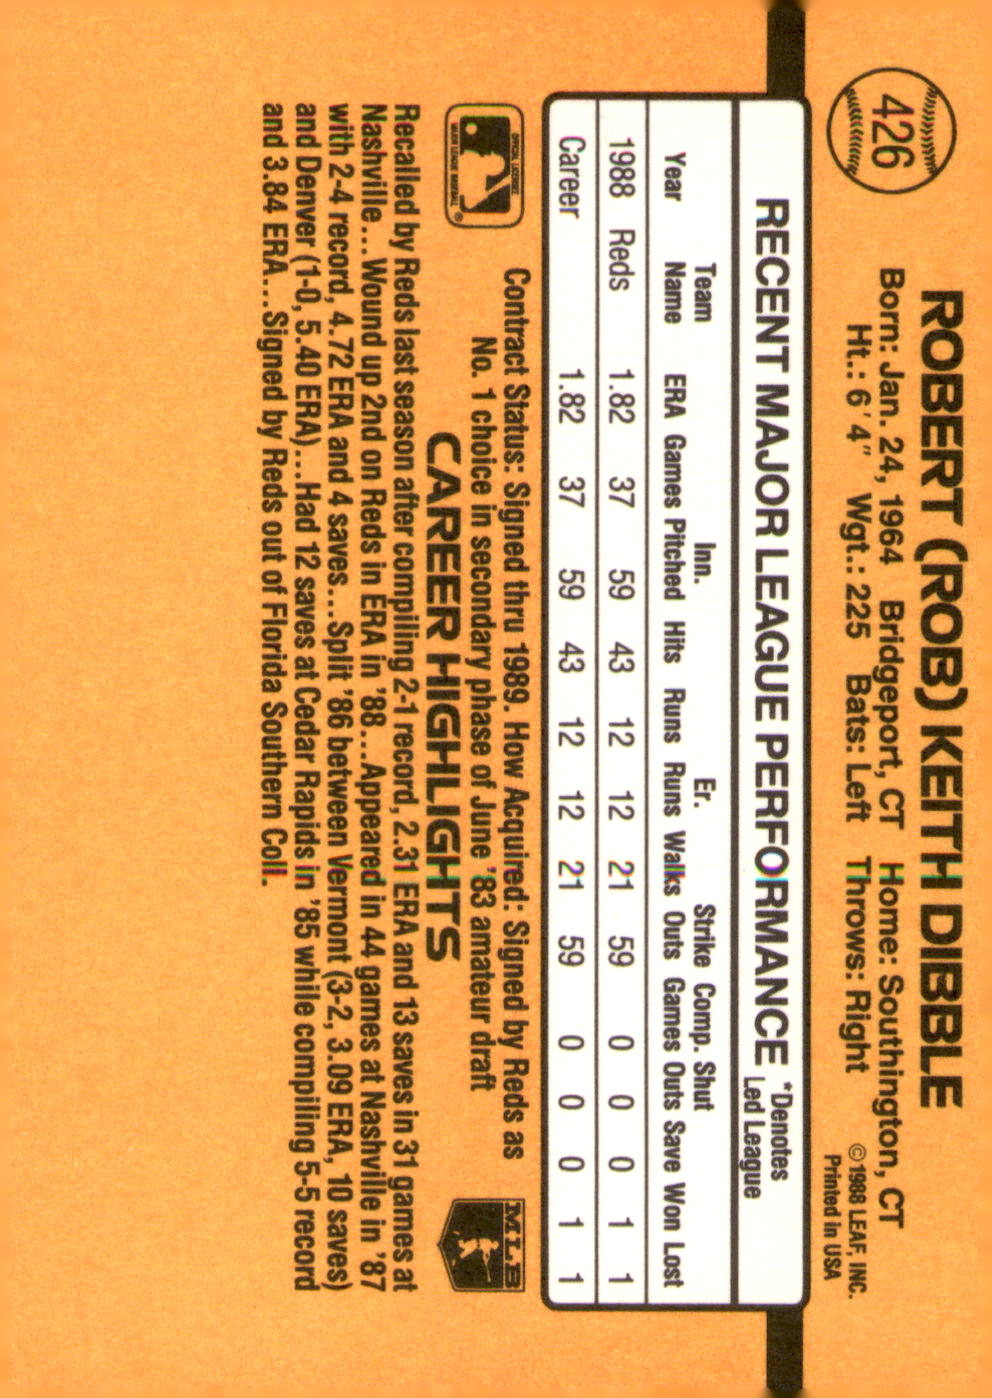 426
ROBERT (ROB) KEITH DIBBLE
Born: Jan. 24, 1964 Bridgeport, CT Home: Southington, CT
Ht.: 6′ 4″ Wgt.: 225 Bats: Left Throws: Right
©1988 LEAF, INC.
Printed in USA
RECENT MAJOR LEAGUE PERFORMANCE *Denotes
Led League
Team Inn. Er. Strike Comp. Shut
Year Name ERA Games Pitched Hits Runs Runs Walks Outs Games Outs Save Won Lost
1988 Reds 1.82 37 59 43 12 12 21 59 0 0 0 1 1
Career 1.82 37 59 43 12 12 21 59 0 0 0 1 1
OFFICIAL LICENSEE
MAJOR LEAGUE BASEBALL ®
Contract Status: Signed thru 1989. How Acquired: Signed by Reds as
No. 1 choice in secondary phase of June '83 amateur draft
MLB
CAREER HIGHLIGHTS
Recalled by Reds last season after compiling 2-1 record, 2.31 ERA and 13 saves in 31 games at
Nashville...Wound up 2nd on Reds in ERA in '88...Appeared in 44 games at Nashville in '87
with 2-4 record, 4.72 ERA and 4 saves...Split '86 between Vermont (3-2, 3.09 ERA, 10 saves)
and Denver (1-0, 5.40 ERA)...Had 12 saves at Cedar Rapids in '85 while compiling 5-5 record
and 3.84 ERA...Signed by Reds out of Florida Southern Coll.